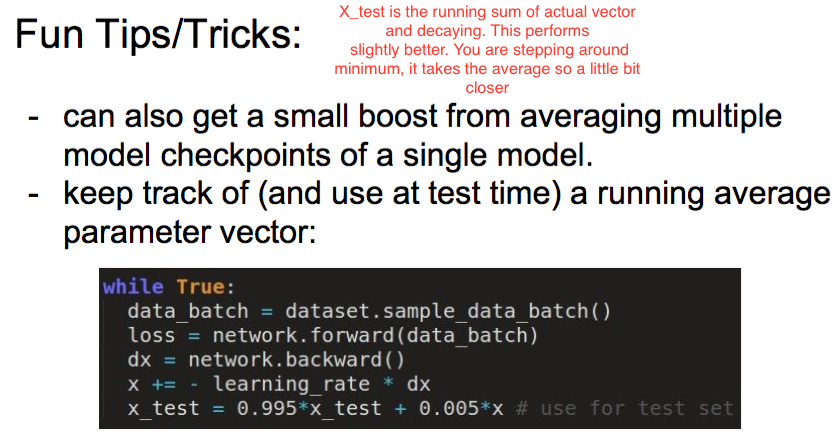 Fun Tips/Tricks:
X_test is the running sum of actual vector
and decaying. This performs
slightly better. You are stepping around
minimum, it takes the average so a little bit
closer
- can also get a small boost from averaging multiple
model checkpoints of a single model.
- keep track of (and use at test time) a running average
parameter vector:
while True:
data_batch = dataset.sample_data_batch()
loss = network.forward(data_batch)
dx = network.backward()
x += - learning_rate * dx
x_test = 0.995*x_test + 0.005*x # use for test set